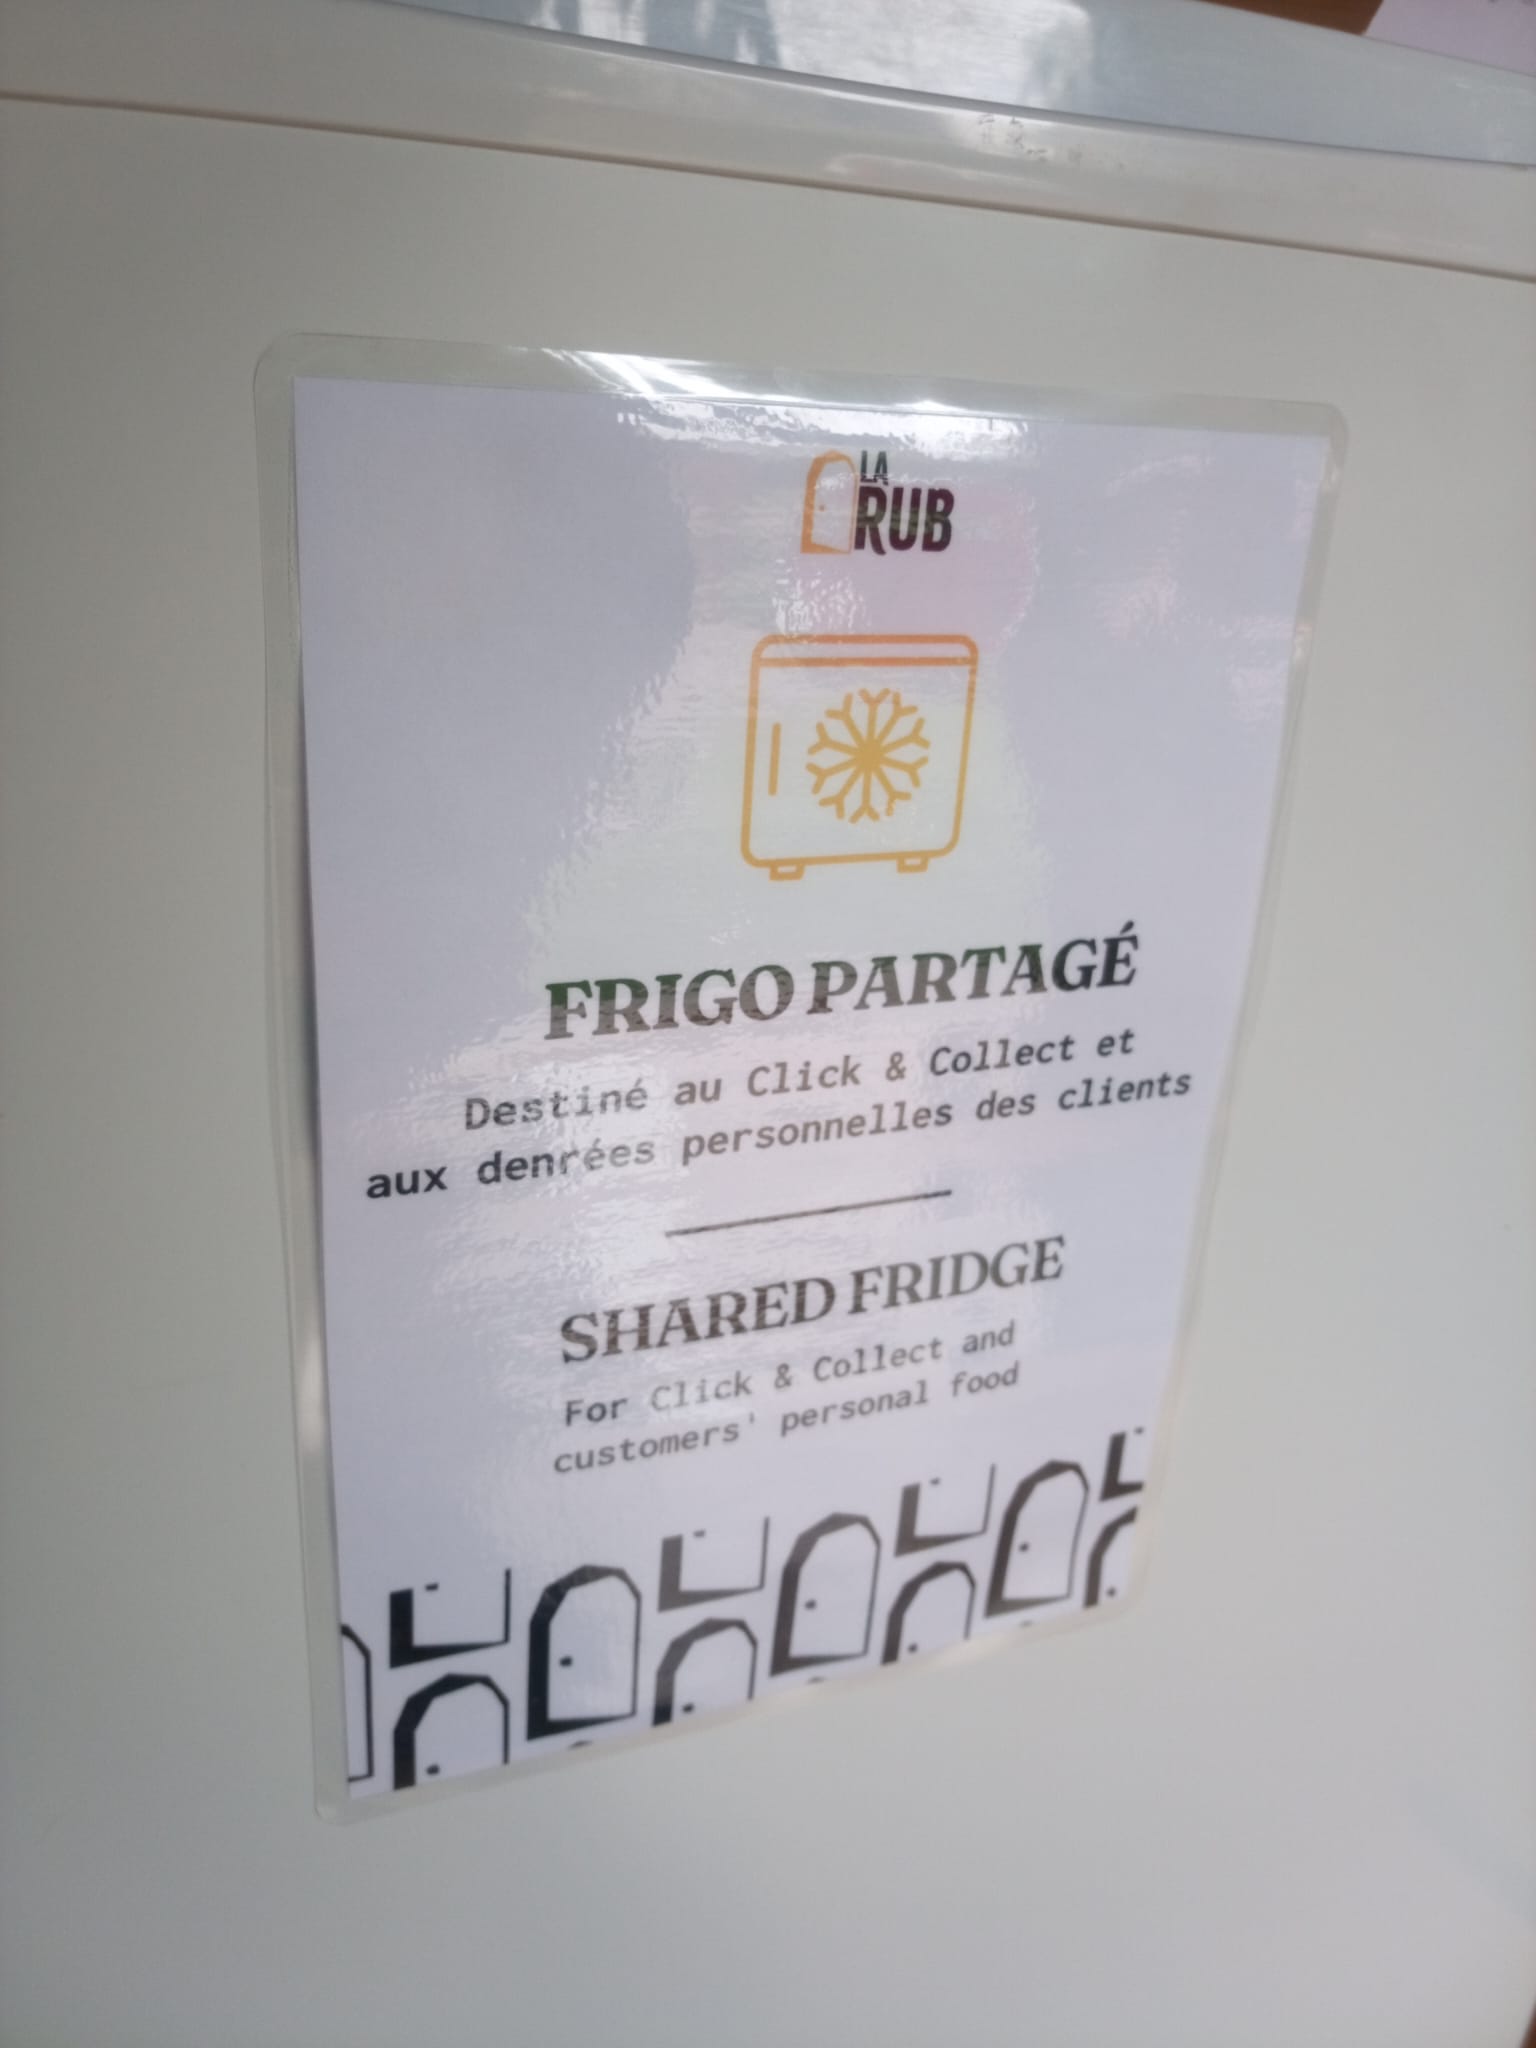 LA
RUB
FRIGO PARTAGÉ
Destiné au Click & Collect et
aux denrées personnelles des clients
SHARED FRIDGE
For Click & Collect and
customers' personal food